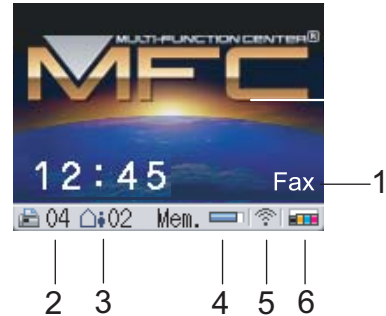 MULTI-FUNCTION CENTER®
MFC
12:45
Fax
1
04 02 Mem.
2 3 4 5 6